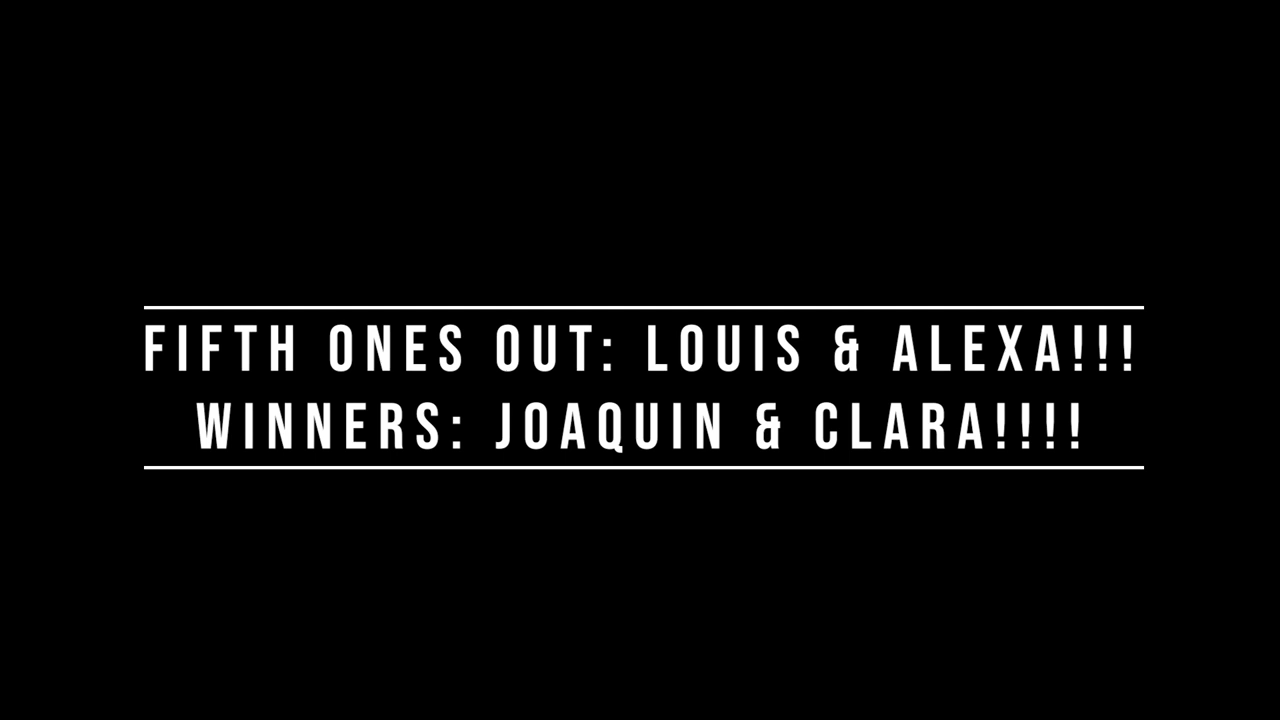 FIFTH ONES OUT: LOUIS & ALEXA!!!
WINNERS: JOAQUIN & CLARA!!!!